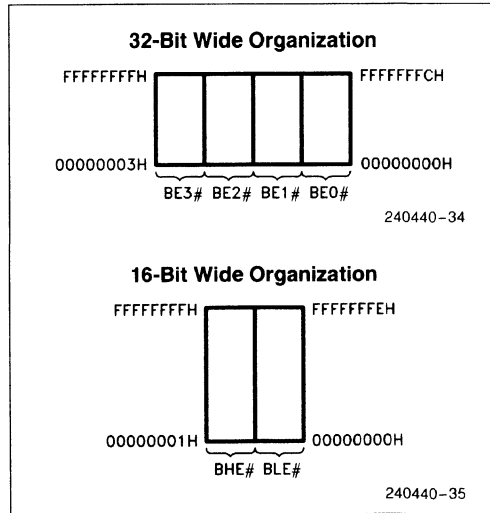 32-Bit Wide Organization
FFFFFFFFH FFFFFFFCH
00000003H 00000000H
BE3# BE2# BE1# BE0#
240440-34
16-Bit Wide Organization
FFFFFFFFH FFFFFFFEH
00000001H 00000000H
BHE# BLE#
240440-35